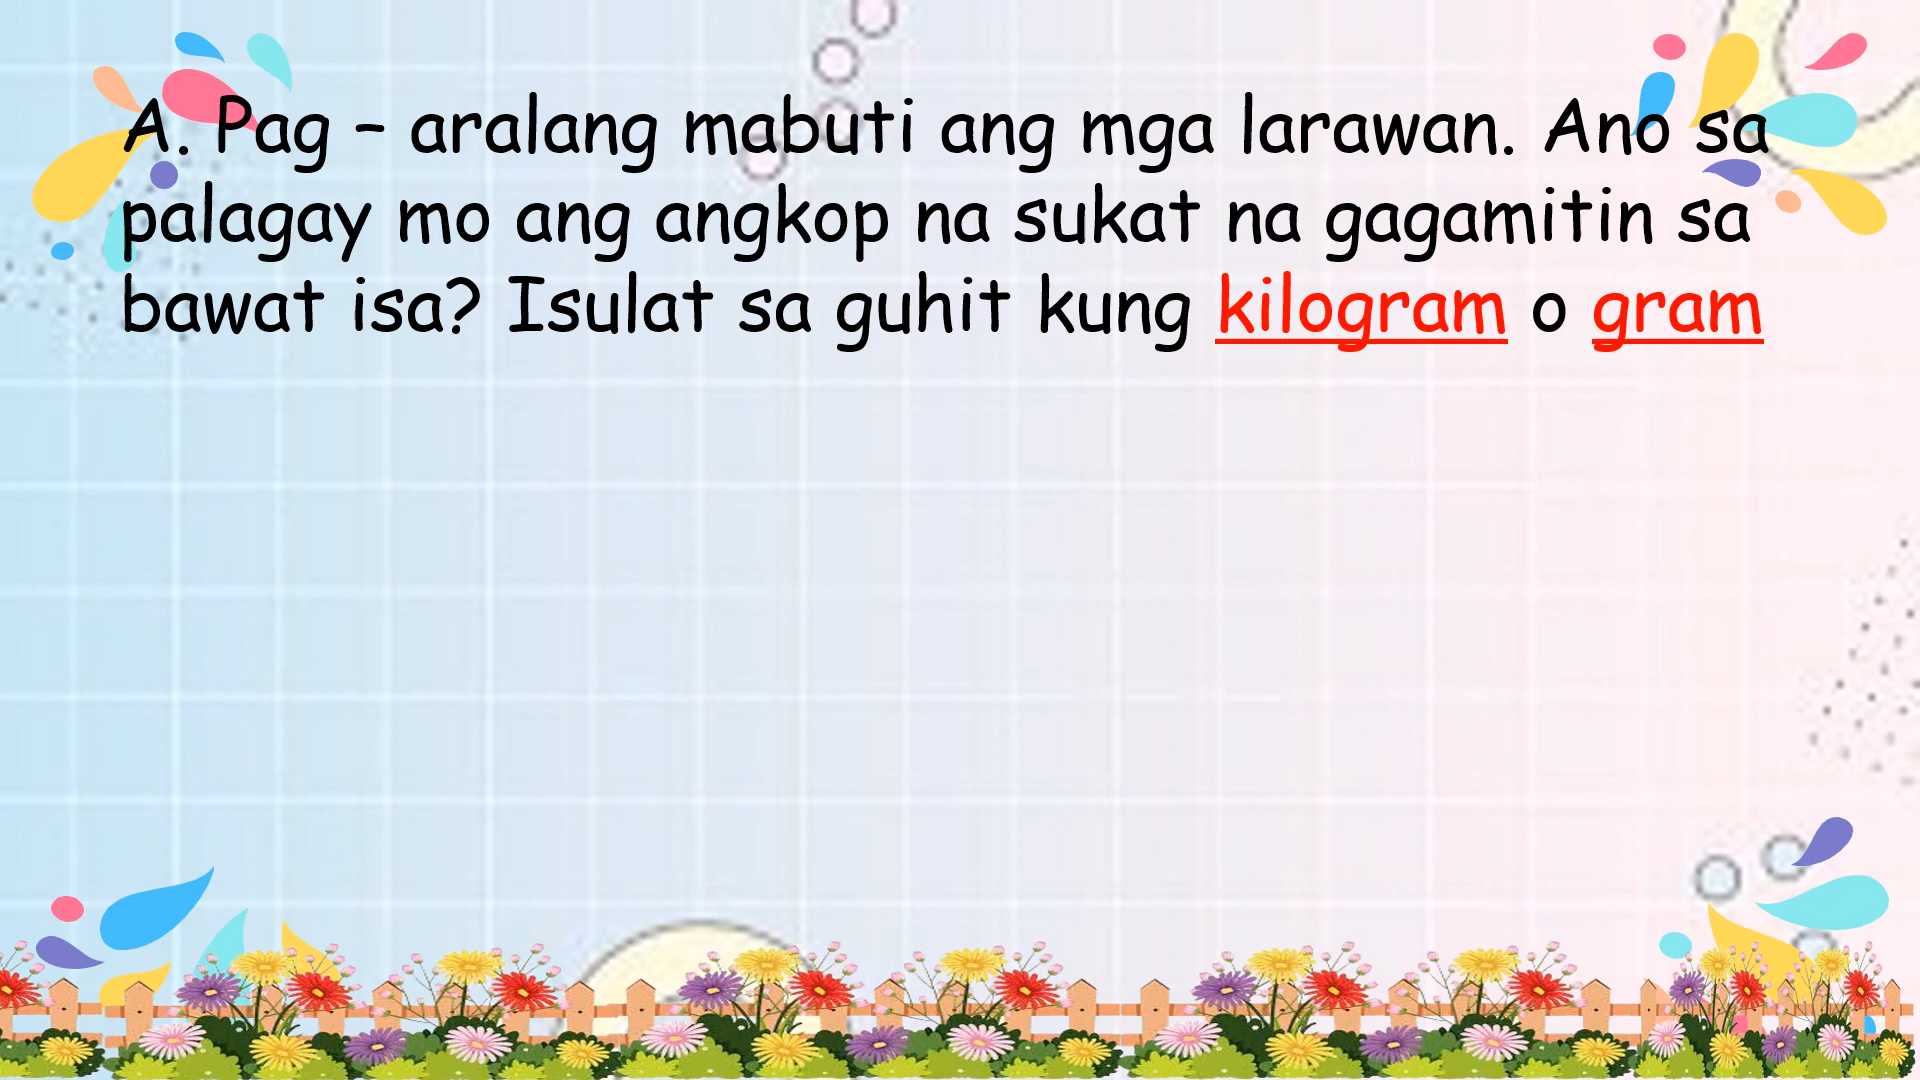 A. Pag – aralang mabuti ang mga larawan. Ano sa
palagay mo ang angkop na sukat na gagamitin sa
bawat isa? Isulat sa guhit kung kilogram o gram